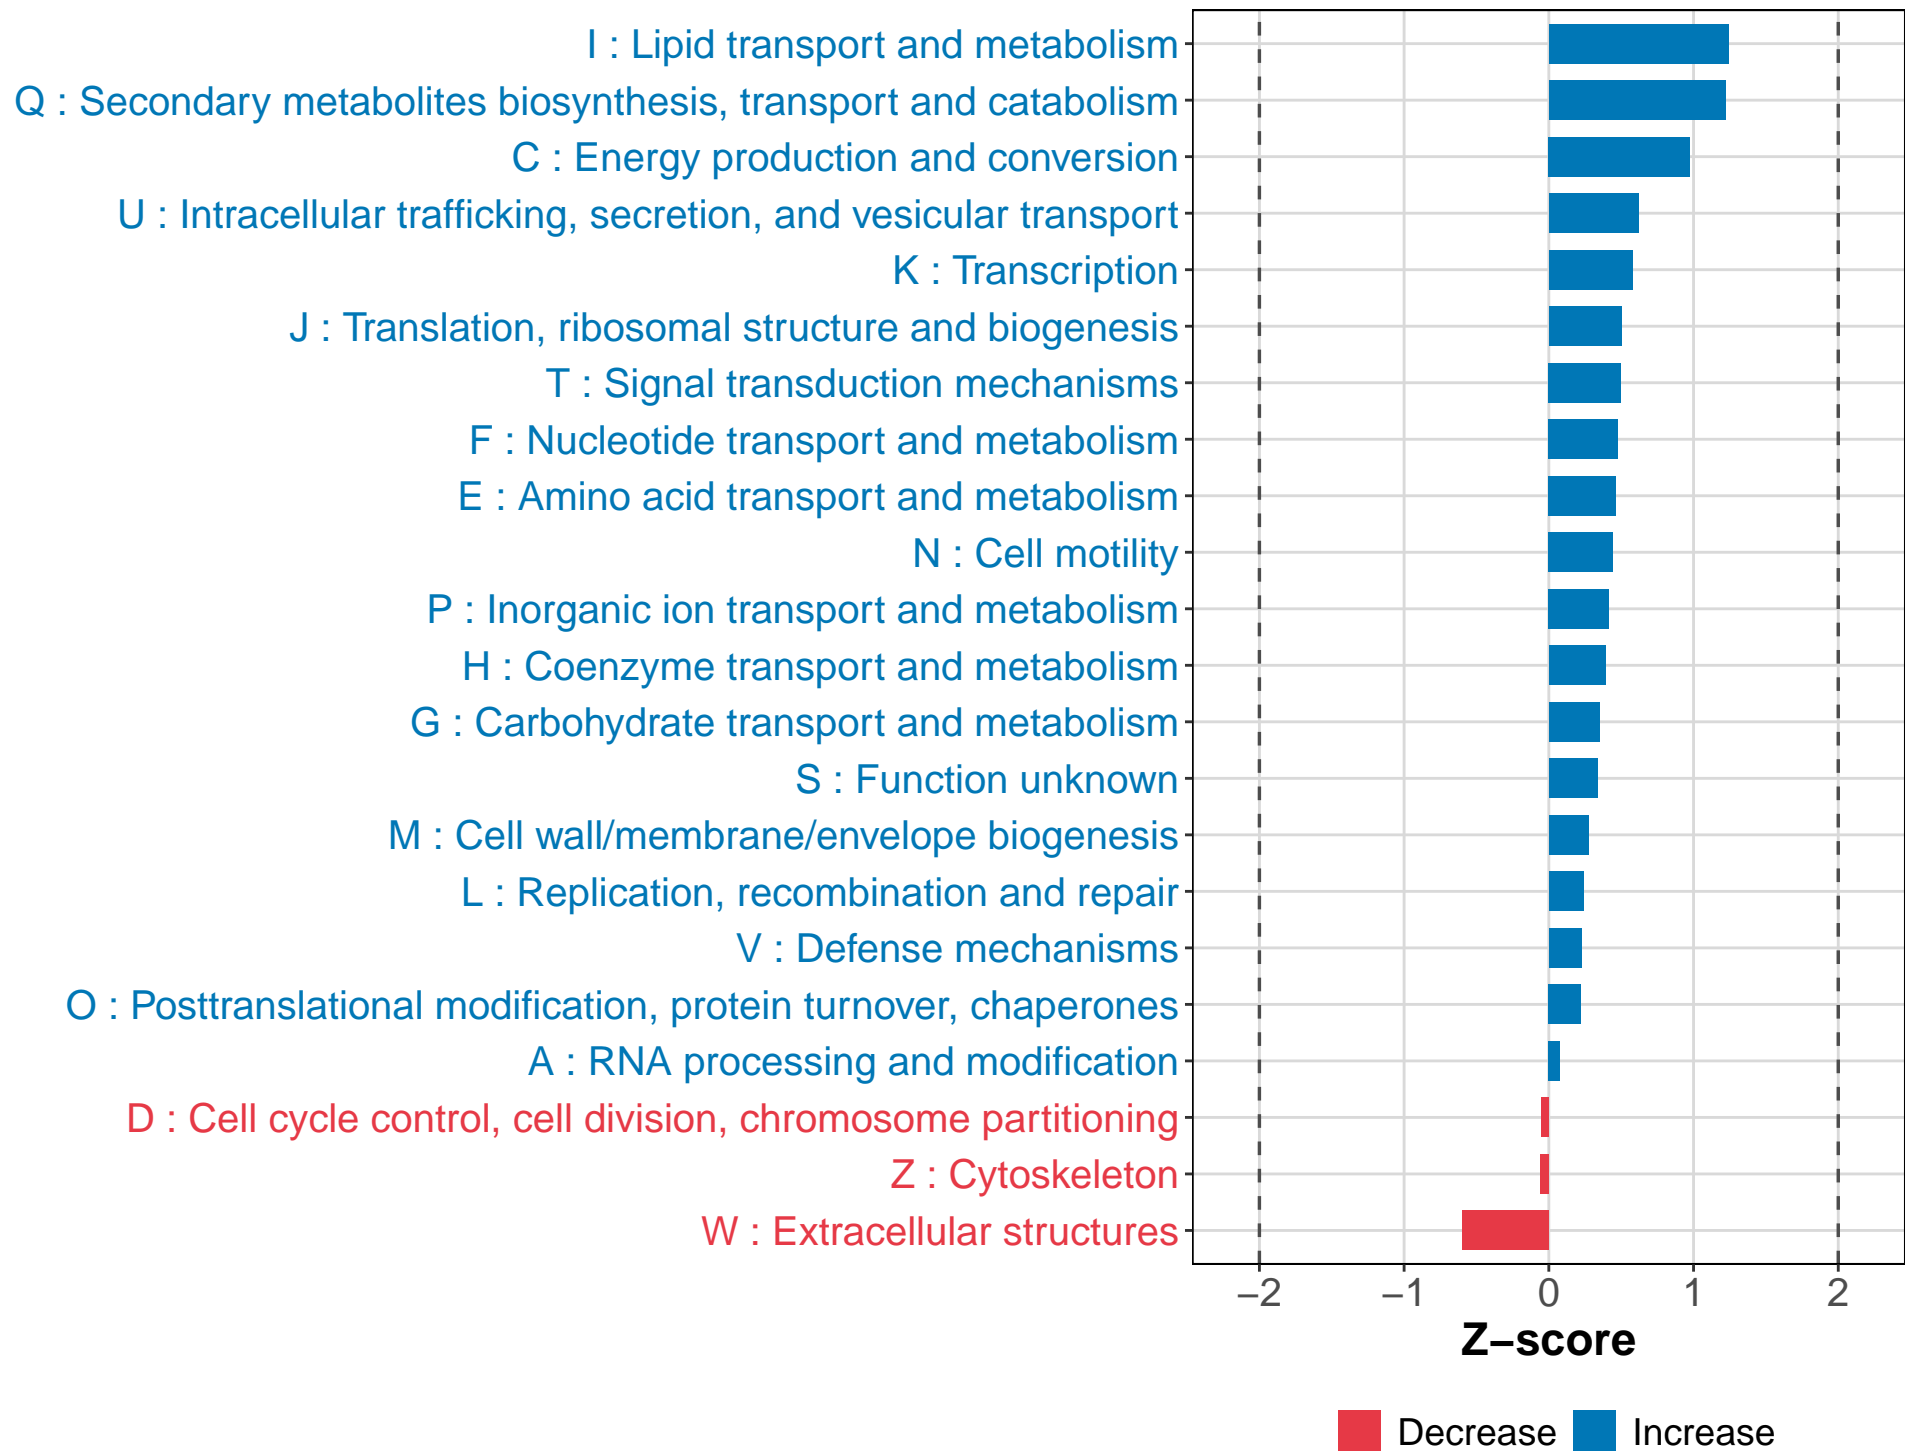 I : Lipid transport and metabolism
Q : Secondary metabolites biosynthesis, transport and catabolism
C : Energy production and conversion
U : Intracellular trafficking, secretion, and vesicular transport
K : Transcription
J : Translation, ribosomal structure and biogenesis
T : Signal transduction mechanisms
F : Nucleotide transport and metabolism
E : Amino acid transport and metabolism
N : Cell motility
P : Inorganic ion transport and metabolism
H : Coenzyme transport and metabolism
G : Carbohydrate transport and metabolism
S : Function unknown
M : Cell wall/membrane/envelope biogenesis
L : Replication, recombination and repair
V : Defense mechanisms
O : Posttranslational modification, protein turnover, chaperones
A : RNA processing and modification
D : Cell cycle control, cell division, chromosome partitioning
Z : Cytoskeleton
W : Extracellular structures
−2 −1 0 1 2
Z−score
Decrease Increase